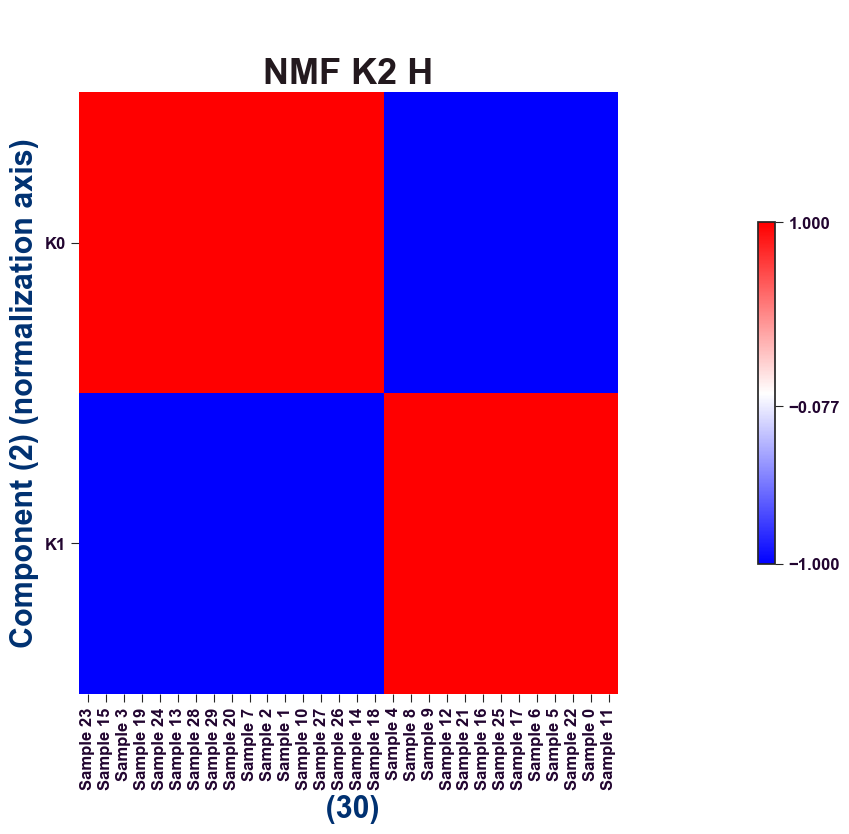 NMF K2 H
Component (2) (normalization axis)
K0
K1
1.000
−0.077
−1.000
Sample 23
Sample 15
Sample 3
Sample 19
Sample 24
Sample 13
Sample 28
Sample 29
Sample 20
Sample 7
Sample 2
Sample 1
Sample 10
Sample 27
Sample 26
Sample 14
Sample 18
Sample 4
Sample 8
Sample 9
Sample 12
Sample 21
Sample 16
Sample 25
Sample 17
Sample 6
Sample 5
Sample 22
Sample 0
Sample 11
(30)